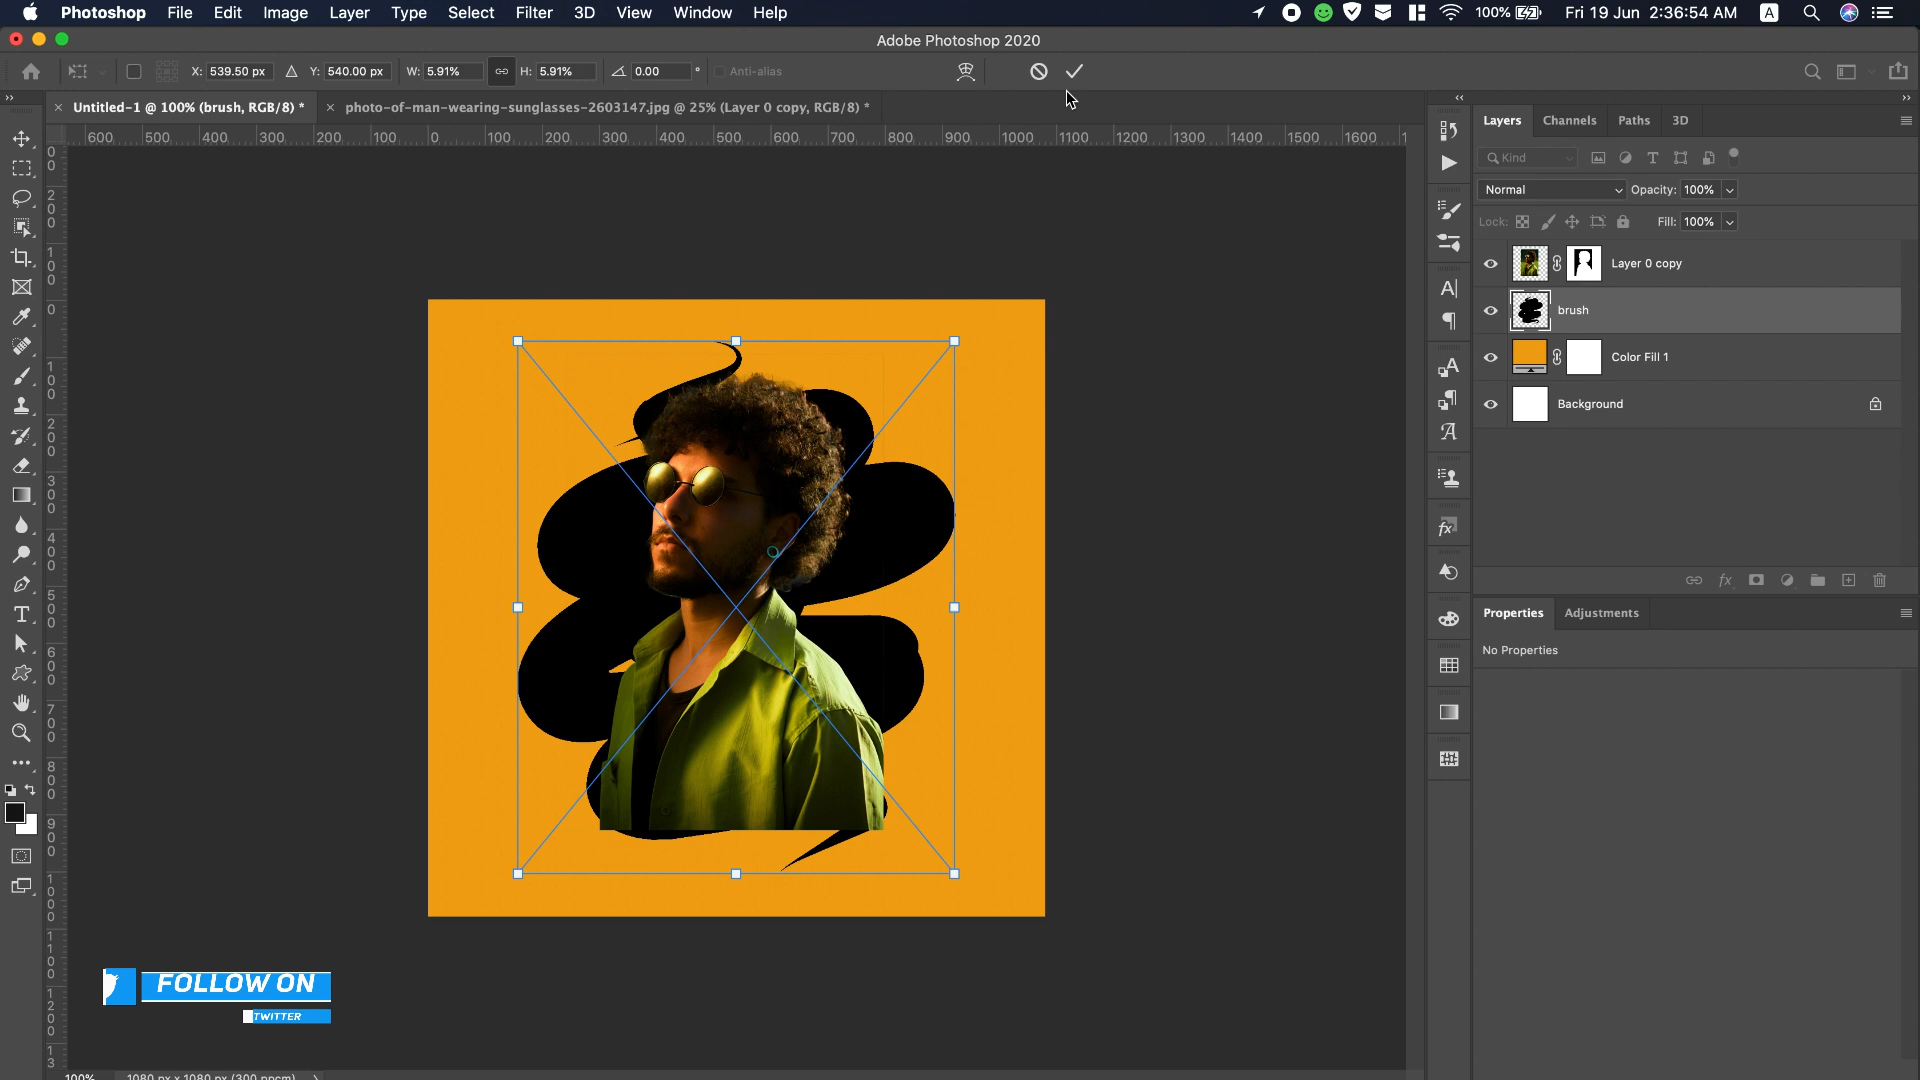 Photoshop File Edit Image Layer Type Select Filter 3D View Window Help 100% Fri 19 Jun 2:36:54 AM A
Adobe Photoshop 2020
X: 539.50 px Y: 540.00 px W: 5.91% H: 5.91% 0.00 ° Anti-alias
Untitled-1 @ 100% (brush, RGB/8) * photo-of-man-wearing-sunglasses-2603147.jpg @ 25% (Layer 0 copy, RGB/8) *
600 500 400 300 200 100 0 100 200 300 400 500 600 700 800 900 1000 1100 1200 1300 1400 1500 1600
Layers Channels Paths 3D
Kind
Normal Opacity: 100%
Lock: Fill: 100%
Layer 0 copy
brush
Color Fill 1
Background
Properties Adjustments
No Properties
FOLLOW ON
TWITTER
100% 1080 px x 1080 px (300 ppcm)